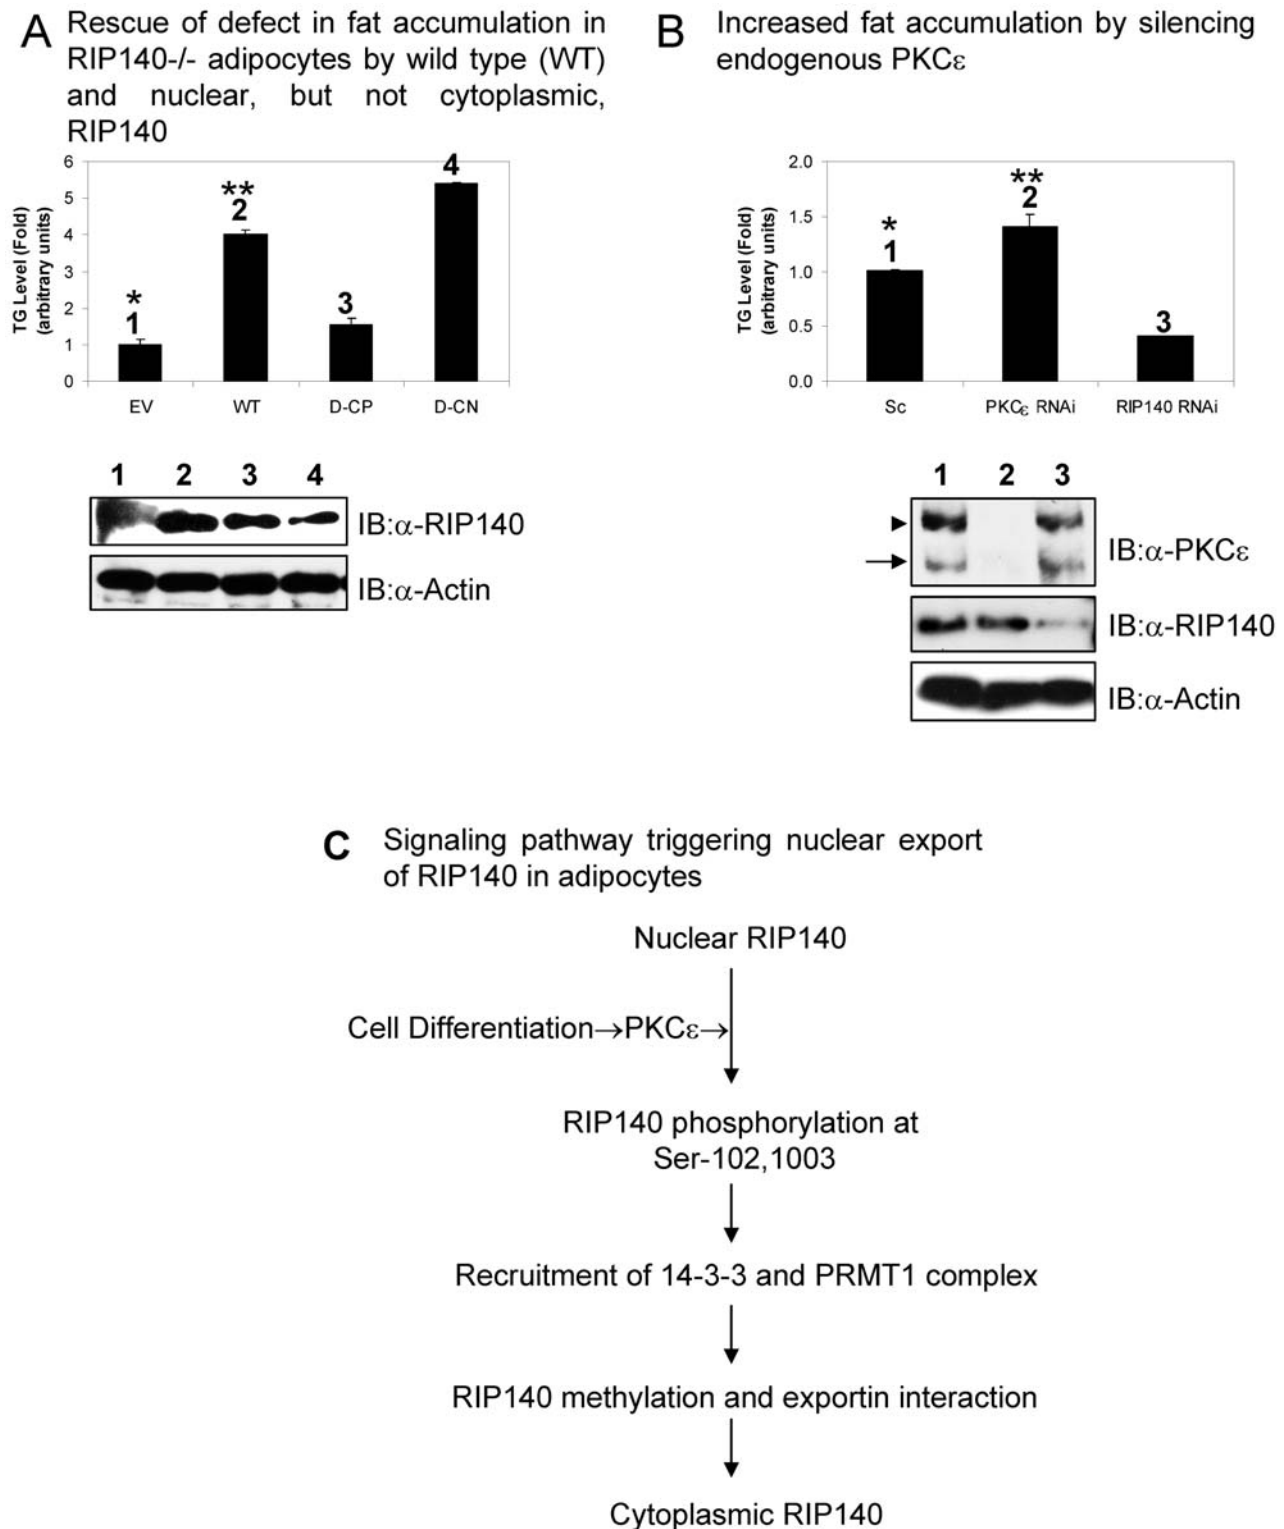 A
Rescue of defect in fat accumulation in
RIP140-/- adipocytes by wild type (WT)
and nuclear, but not cytoplasmic,
RIP140
TG Level (Fold)
(arbitrary units)
6
5
4
3
2
1
0
*
1
**
2
3
4
EV WT D-CP D-CN
1 2 3 4
IB:α-RIP140
IB:α-Actin
B
Increased fat accumulation by silencing
endogenous PKCε
TG Level (Fold)
(arbitrary units)
2.0
1.5
1.0
0.5
0.0
*
1
**
2
3
Sc PKCε RNAi RIP140 RNAi
1 2 3
IB:α-PKCε
IB:α-RIP140
IB:α-Actin
C
Signaling pathway triggering nuclear export
of RIP140 in adipocytes
Nuclear RIP140
Cell Differentiation→PKCε→
RIP140 phosphorylation at
Ser-102,1003
Recruitment of 14-3-3 and PRMT1 complex
RIP140 methylation and exportin interaction
Cytoplasmic RIP140